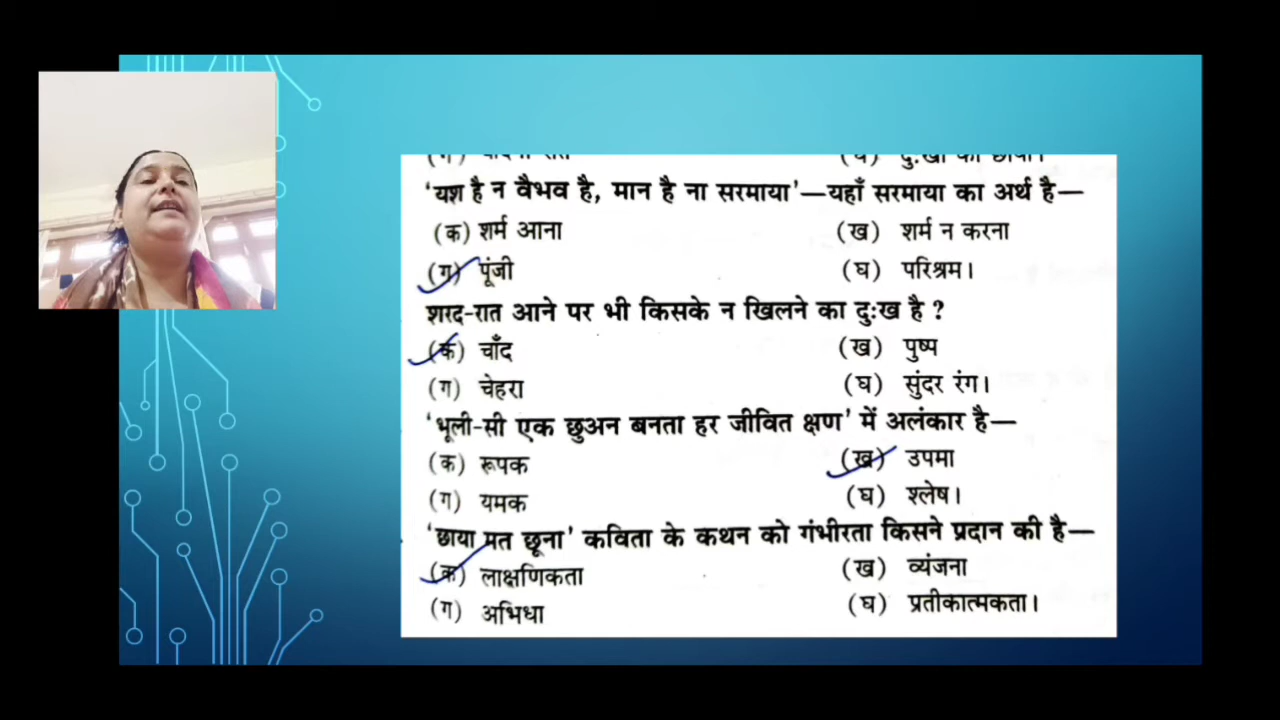 'यश है न वैभव है, मान है ना सरमाया'—यहाँ सरमाया का अर्थ है—
(क) शर्म आना (ख) शर्म न करना
(ग) पूंजी (घ) परिश्रम।
शरद-रात आने पर भी किसके न खिलने का दुःख है ?
(क) चाँद (ख) पुष्प
(ग) चेहरा (घ) सुंदर रंग।
'भूली-सी एक छुअन बनता हर जीवित क्षण' में अलंकार है—
(क) रूपक (ख) उपमा
(ग) यमक (घ) श्लेष।
'छाया मत छूना' कविता के कथन को गंभीरता किसने प्रदान की है—
(क) लाक्षणिकता (ख) व्यंजना
(ग) अभिधा (घ) प्रतीकात्मकता।